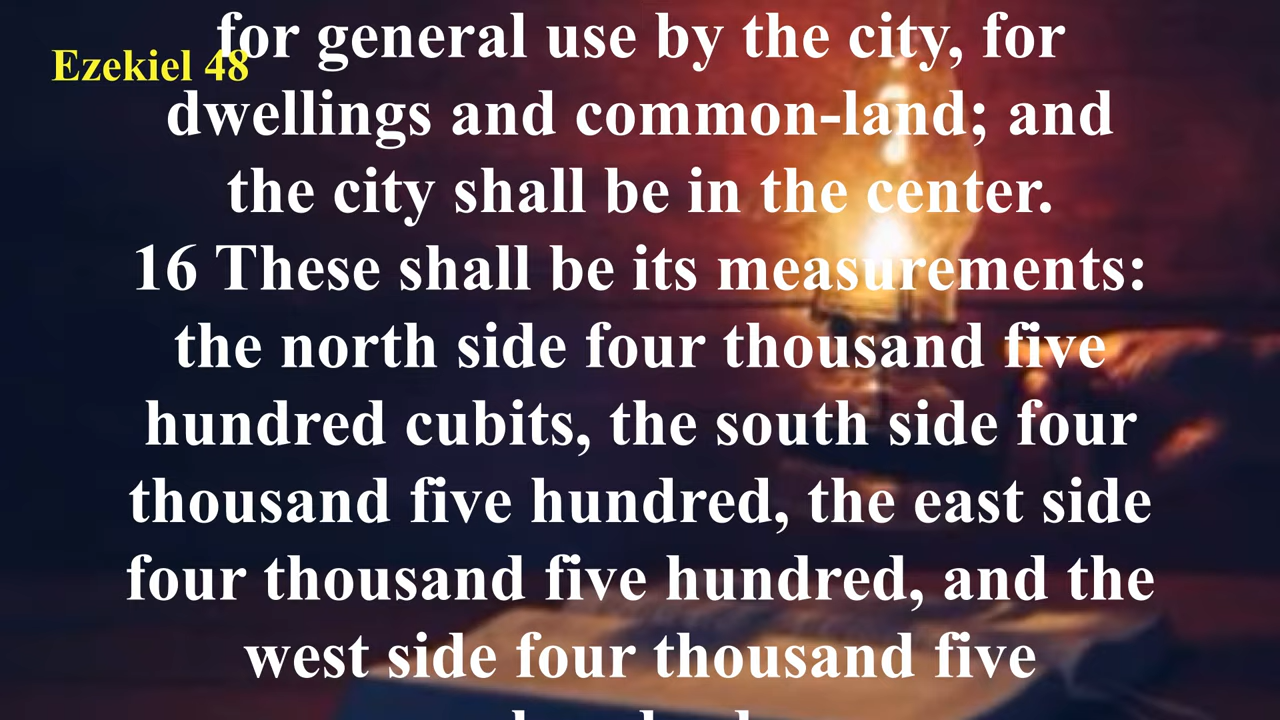 for general use by the city, for
Ezekiel 48
dwellings and common-land; and
the city shall be in the center.
16 These shall be its measurements:
the north side four thousand five
hundred cubits, the south side four
thousand five hundred, the east side
four thousand five hundred, and the
west side four thousand five